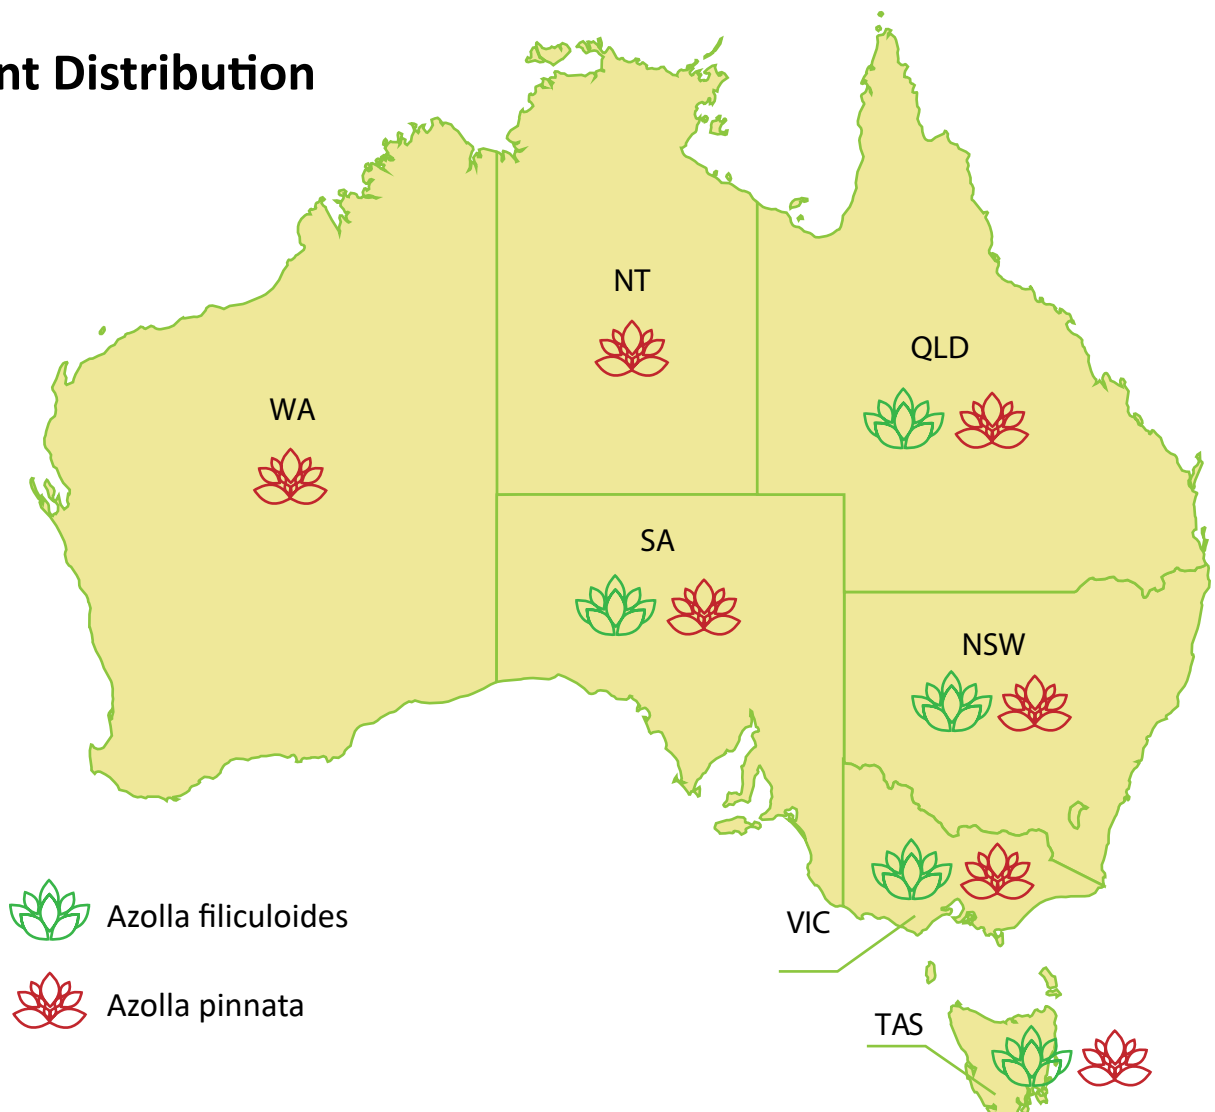 nt Distribution
NT
QLD
WA
SA
NSW
VIC
Azolla filiculoides
Azolla pinnata
TAS